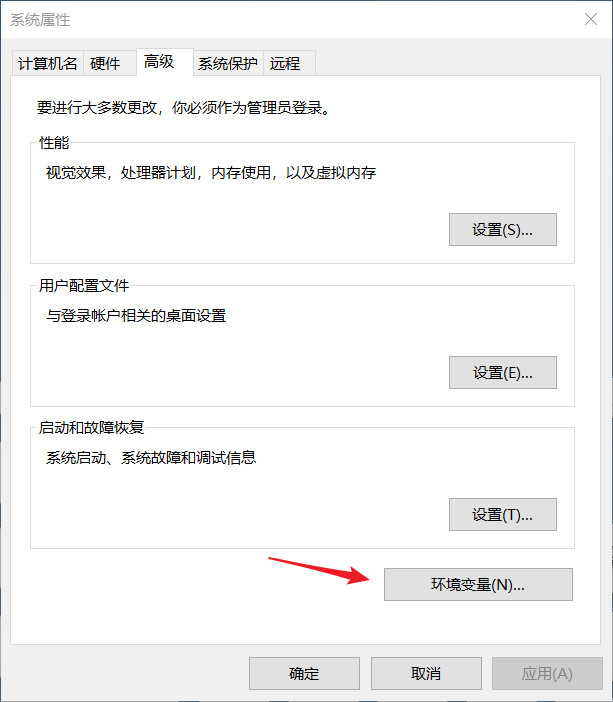 系统属性
计算机名 硬件 高级 系统保护 远程
要进行大多数更改，你必须作为管理员登录。
性能
视觉效果，处理器计划，内存使用，以及虚拟内存
设置(S)...
用户配置文件
与登录帐户相关的桌面设置
设置(E)...
启动和故障恢复
系统启动、系统故障和调试信息
设置(T)...
环境变量(N)...
确定 取消 应用(A)